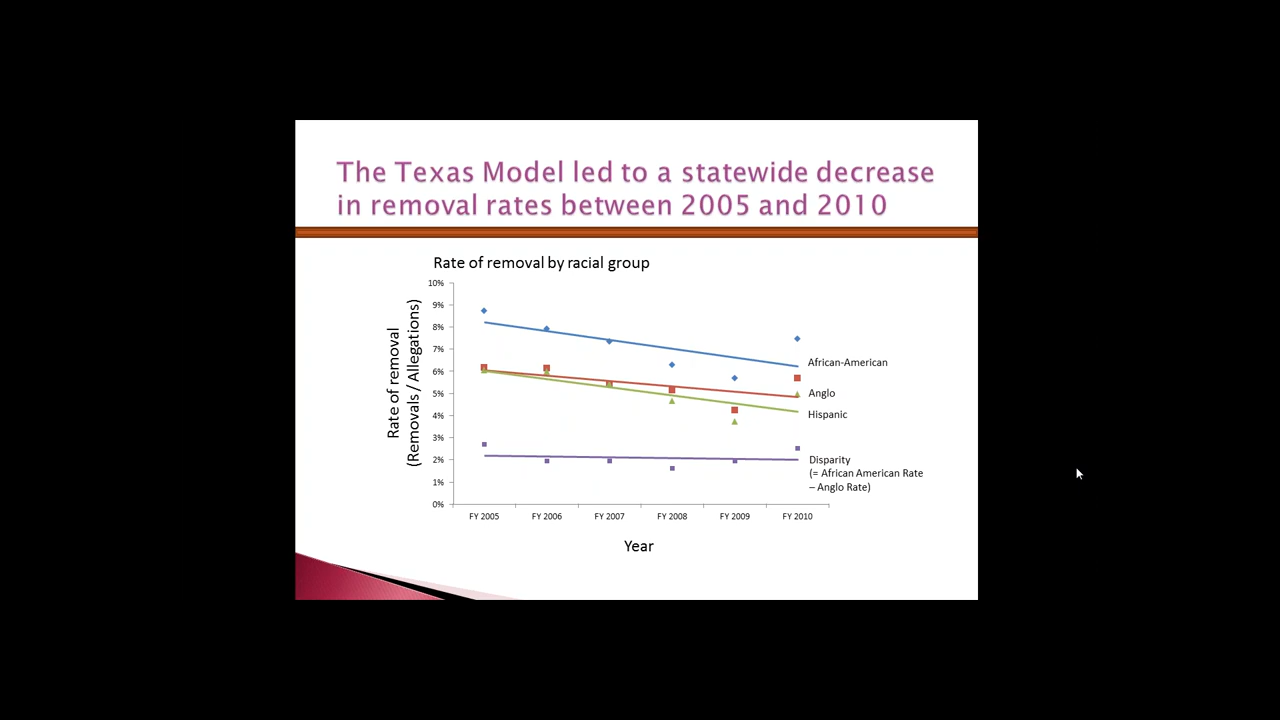 The Texas Model led to a statewide decrease
in removal rates between 2005 and 2010
Rate of removal by racial group
Rate of removal
(Removals / Allegations)
10%
9%
8%
7%
6%
5%
4%
3%
2%
1%
0%
African-American
Anglo
Hispanic
Disparity
(= African American Rate
– Anglo Rate)
FY 2005 FY 2006 FY 2007 FY 2008 FY 2009 FY 2010
Year